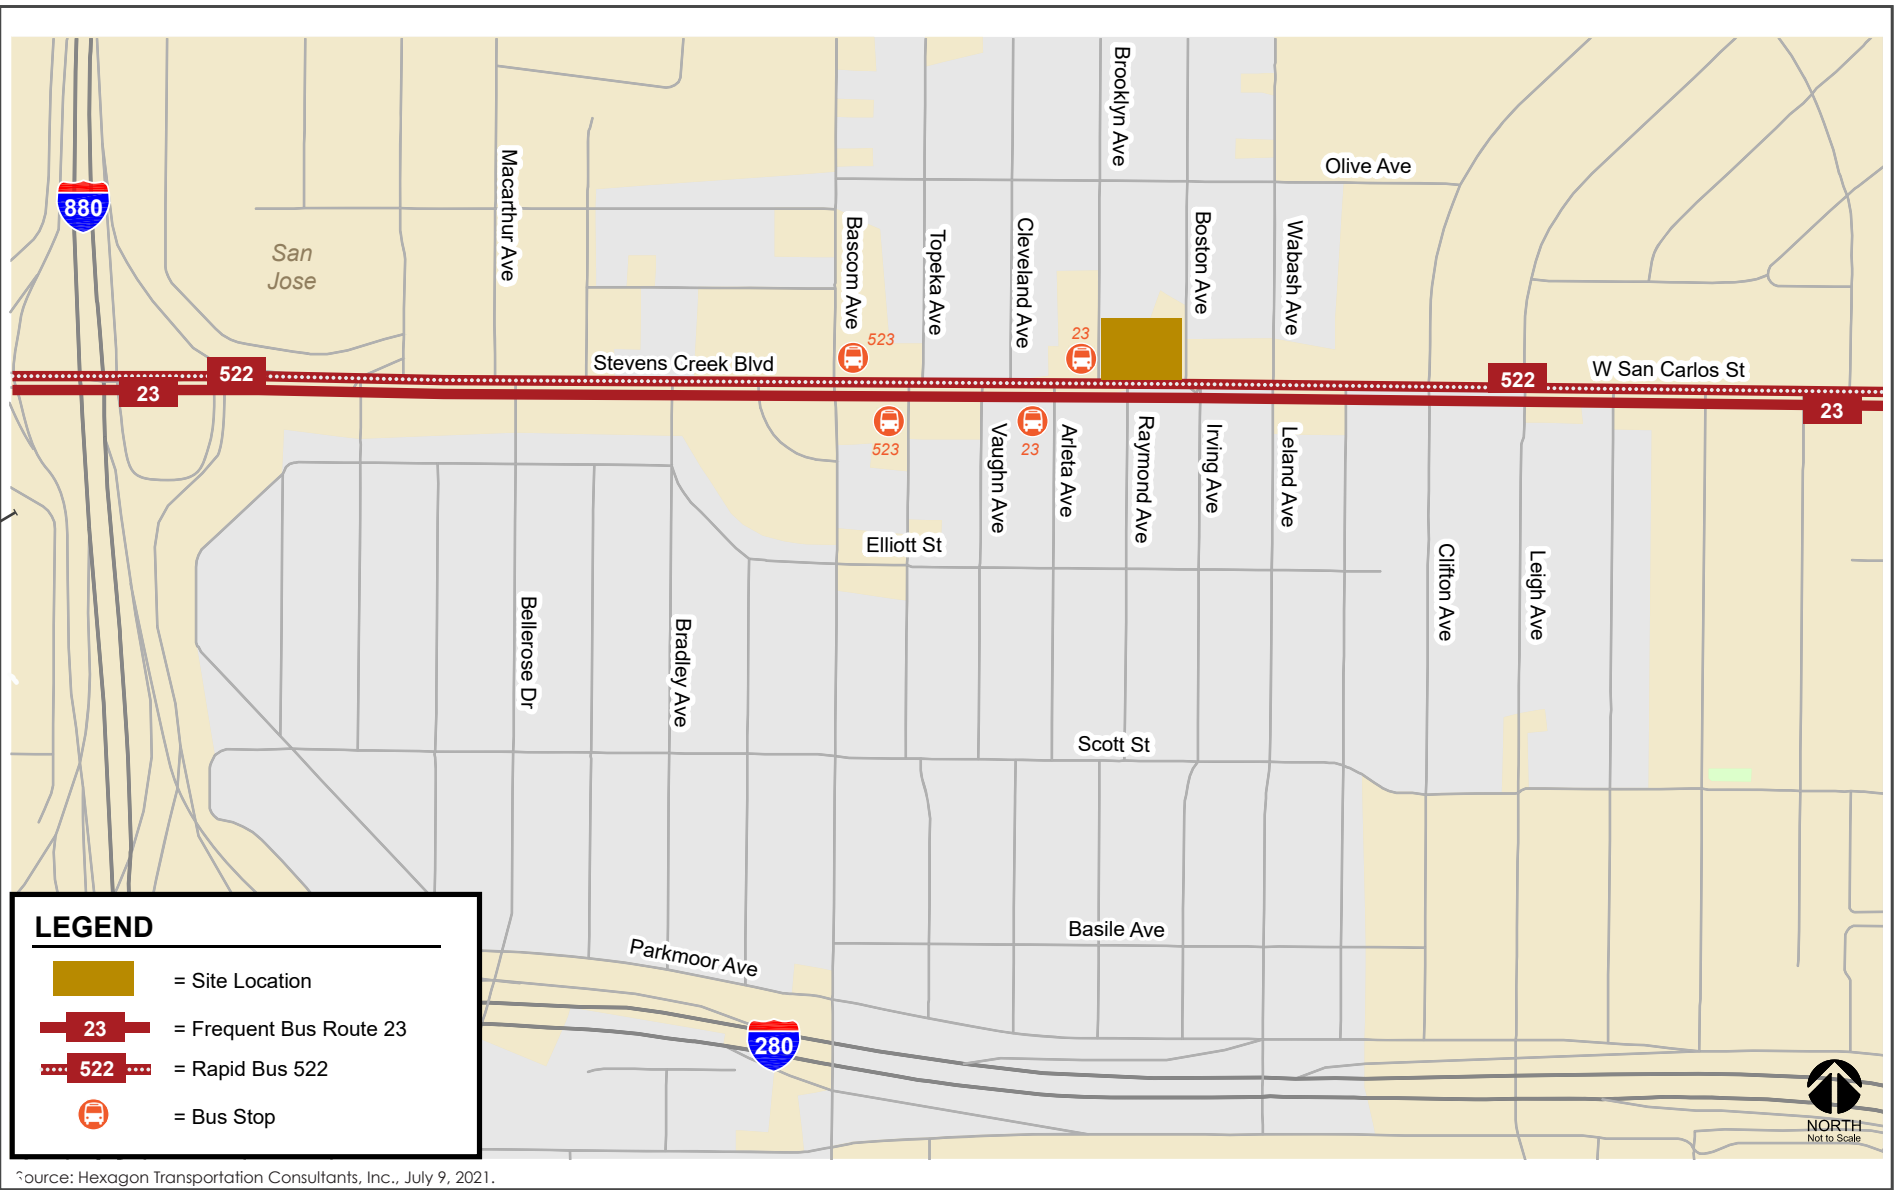 Brooklyn Ave
Macarthur Ave
Olive Ave
880
San
Jose
Bascom Ave
Topeka Ave
Cleveland Ave
Boston Ave
Wabash Ave
523
23
Stevens Creek Blvd
522
W San Carlos St
522
23
23
523
23
Vaughn Ave
Arleta Ave
Raymond Ave
Irving Ave
Leland Ave
Elliott St
Clifton Ave
Leigh Ave
Bellerose Dr
Bradley Ave
Scott St
Basile Ave
Parkmoor Ave
280
LEGEND
= Site Location
23 = Frequent Bus Route 23
522 = Rapid Bus 522
= Bus Stop
NORTH
Not to Scale
Source: Hexagon Transportation Consultants, Inc., July 9, 2021.